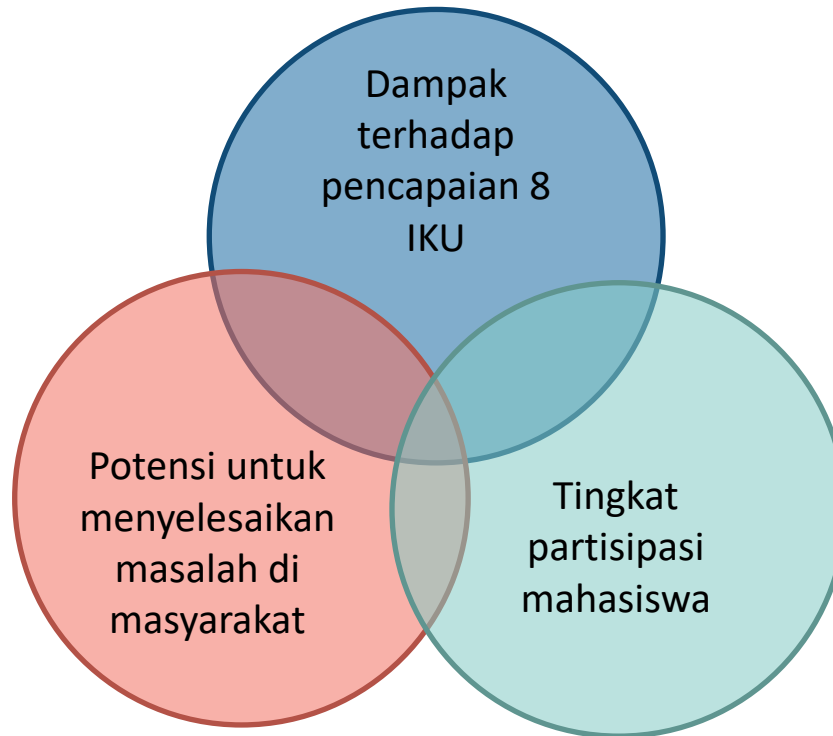 Dampak
terhadap
pencapaian 8
IKU
Potensi untuk
menyelesaikan
masalah di
masyarakat
Tingkat
partisipasi
mahasiswa